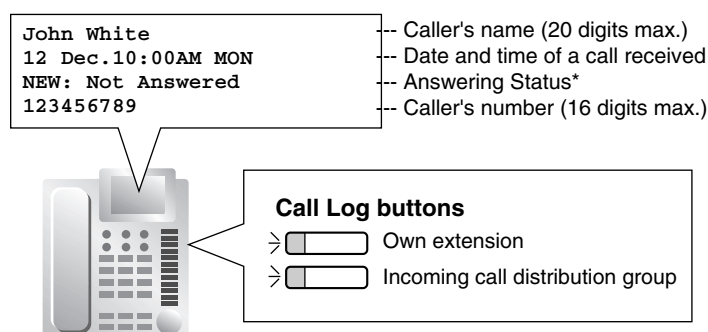 John White --- Caller's name (20 digits max.)
12 Dec.10:00AM MON --- Date and time of a call received
NEW: Not Answered --- Answering Status*
123456789 --- Caller's number (16 digits max.)
Call Log buttons
Own extension
Incoming call distribution group